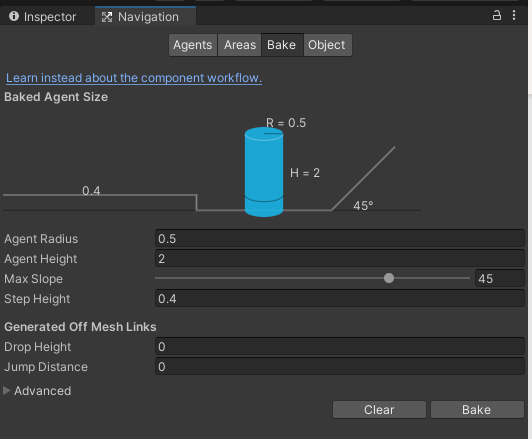 Inspector Navigation
Agents Areas Bake Object
Learn instead about the component workflow.
Baked Agent Size
R = 0.5
H = 2
0.4
45°
Agent Radius 0.5
Agent Height 2
Max Slope 45
Step Height 0.4
Generated Off Mesh Links
Drop Height 0
Jump Distance 0
Advanced
Clear Bake